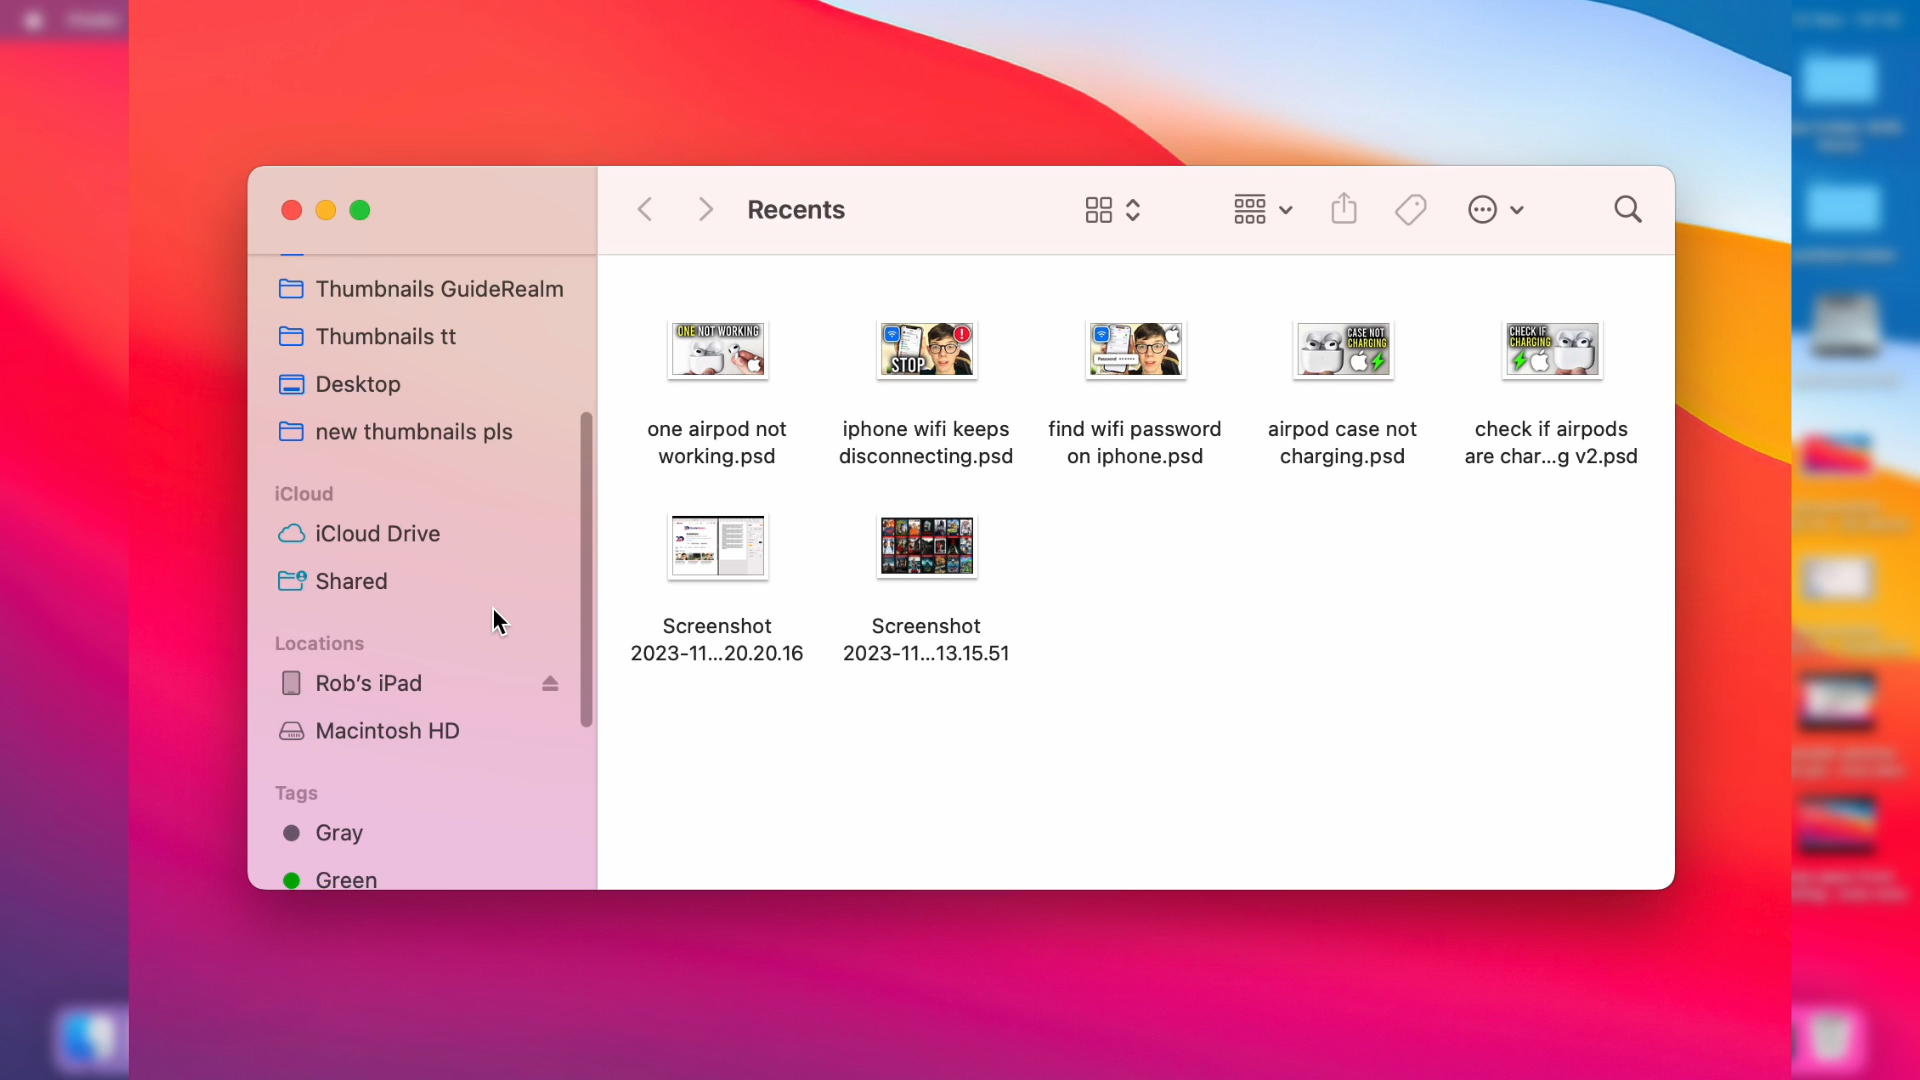 Recents
Thumbnails GuideRealm
Thumbnails tt
Desktop
new thumbnails pls
iCloud
iCloud Drive
Shared
Locations
Rob's iPad
Macintosh HD
Tags
Gray
Green
ONE NOT WORKING
STOP
Password
CASE NOT
CHARGING
CHECK IF
CHARGING
one airpod not
working.psd
iphone wifi keeps
disconnecting.psd
find wifi password
on iphone.psd
airpod case not
charging.psd
check if airpods
are char...g v2.psd
Screenshot
2023-11...20.20.16
Screenshot
2023-11...13.15.51